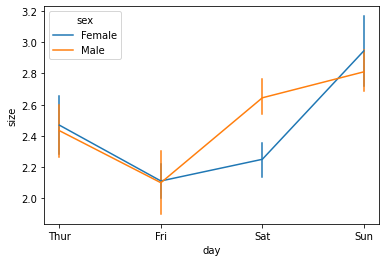 sex
Female
Male
size
3.2
3.0
2.8
2.6
2.4
2.2
2.0
Thur Fri Sat Sun
day